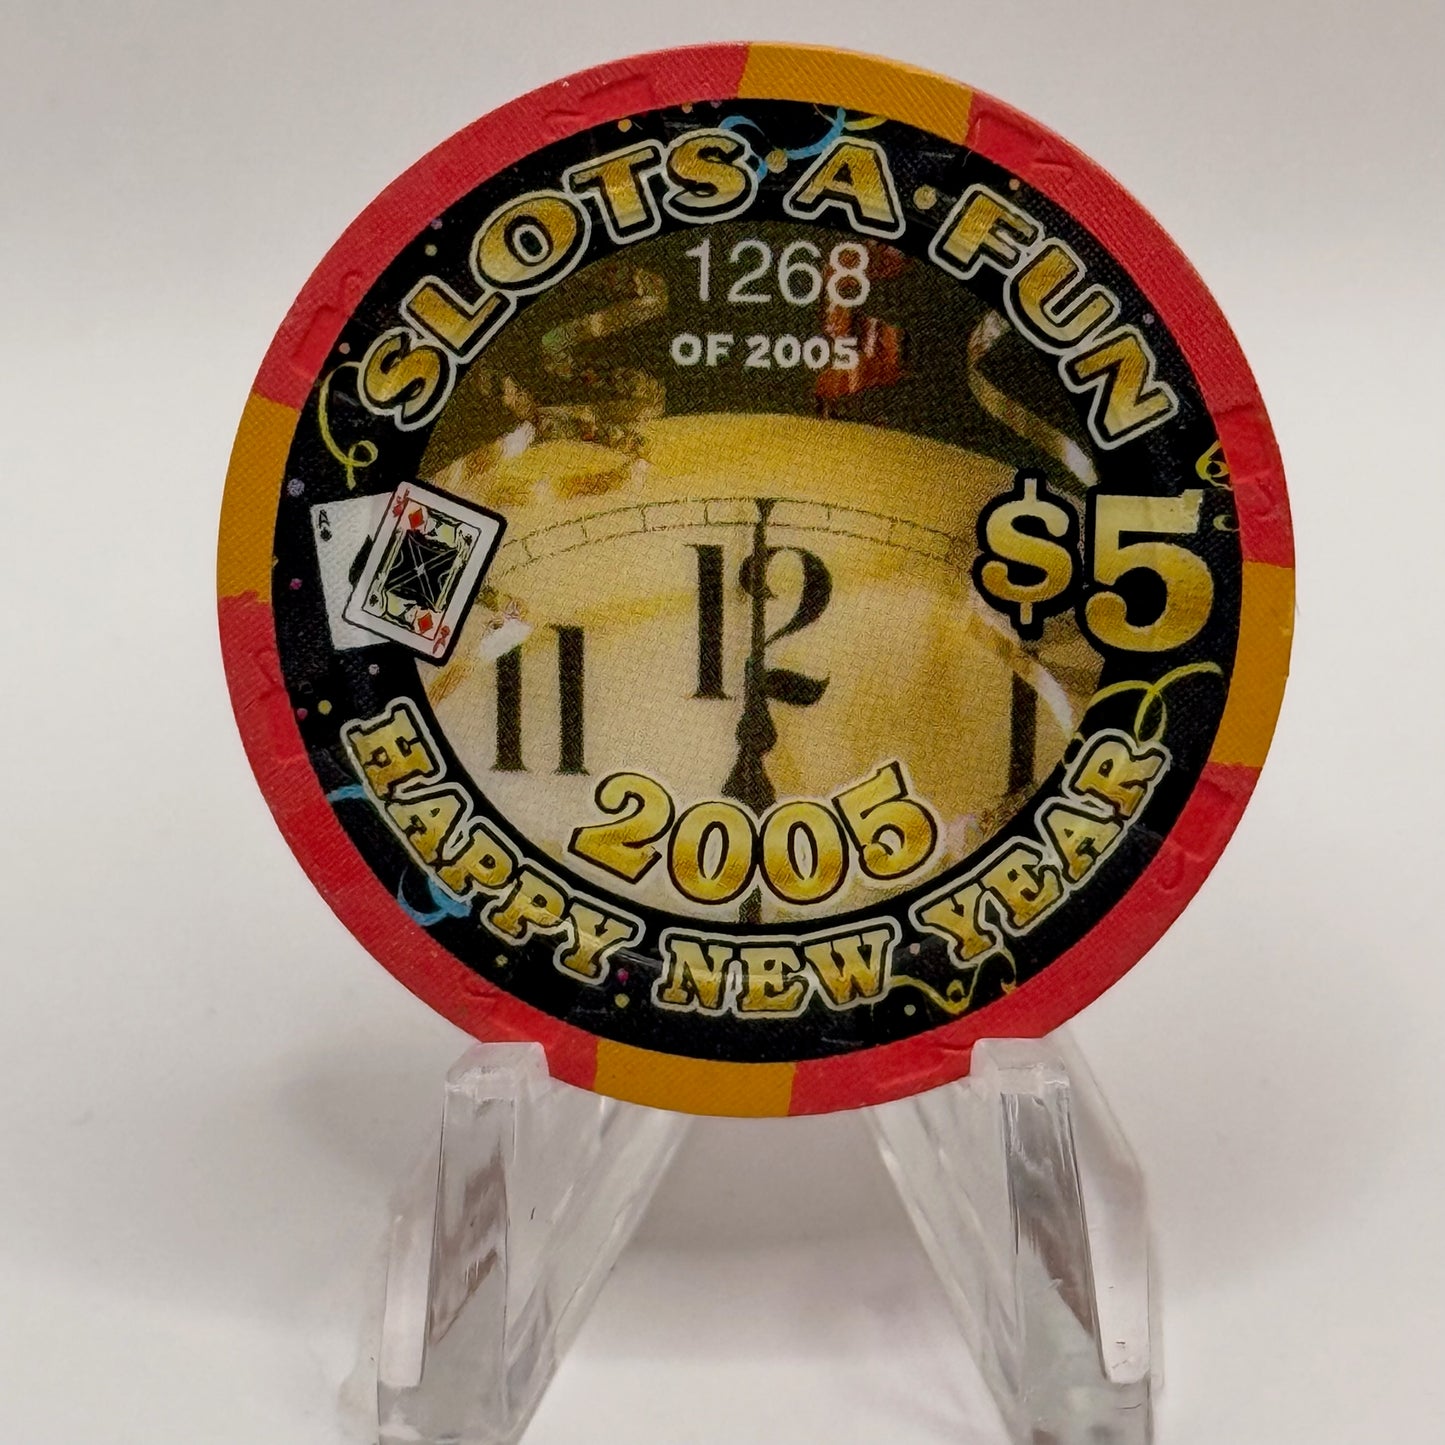 SLOTS•A•FUN
1268
OF 2005
$5
A
12
11
1
2005
HAPPY NEW YEAR